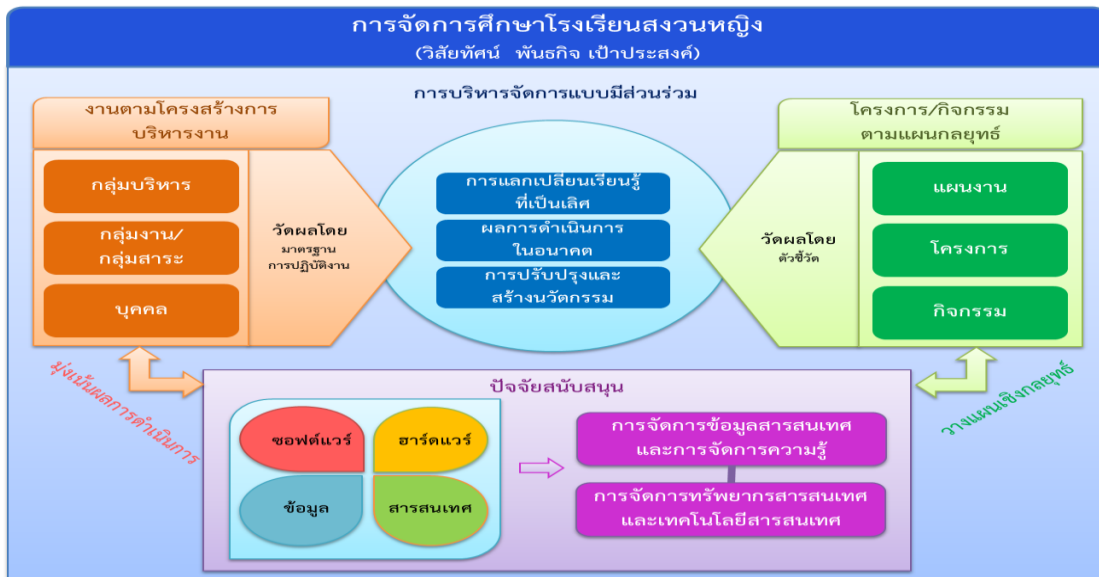 การจัดการศึกษาโรงเรียนสงวนหญิง
(วิสัยทัศน์ พันธกิจ เป้าประสงค์)
การบริหารจัดการแบบมีส่วนร่วม
งานตามโครงสร้างการ
บริหารงาน
กลุ่มบริหาร
กลุ่มงาน/
กลุ่มสาระ
บุคคล
วัดผลโดย
มาตรฐาน
การปฏิบัติงาน
การแลกเปลี่ยนเรียนรู้
ที่เป็นเลิศ
ผลการดำเนินการ
ในอนาคต
การปรับปรุงและ
สร้างนวัตกรรม
โครงการ/กิจกรรม
ตามแผนกลยุทธ์
วัดผลโดย
ตัวชี้วัด
แผนงาน
โครงการ
กิจกรรม
มุ่งเน้นผลการดำเนินการ
วางแผนเชิงกลยุทธ์
ปัจจัยสนับสนุน
ซอฟต์แวร์
ฮาร์ดแวร์
ข้อมูล
สารสนเทศ
การจัดการข้อมูลสารสนเทศ
และการจัดการความรู้
การจัดการทรัพยากรสารสนเทศ
และเทคโนโลยีสารสนเทศ